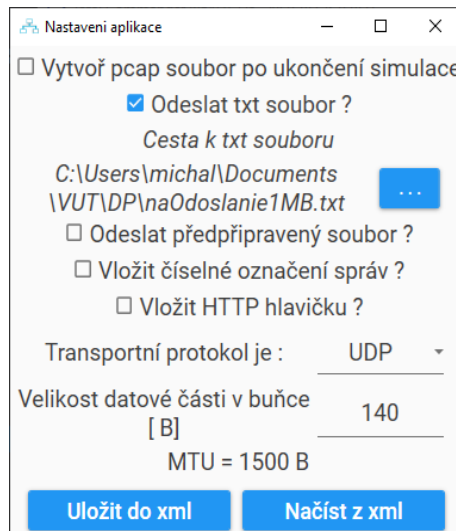 Nastaveni aplikace
Vytvoř pcap soubor po ukončení simulace
Odeslat txt soubor ?
Cesta k txt souboru
C:\Users\michal\Documents
\VUT\DP\naOdoslanie1MB.txt
...
Odeslat předpřipravený soubor ?
Vložit číselné označení správ ?
Vložit HTTP hlavičku ?
Transportní protokol je : UDP
Velikost datové části v buňce
[ B]
140
MTU = 1500 B
Uložit do xml Načíst z xml